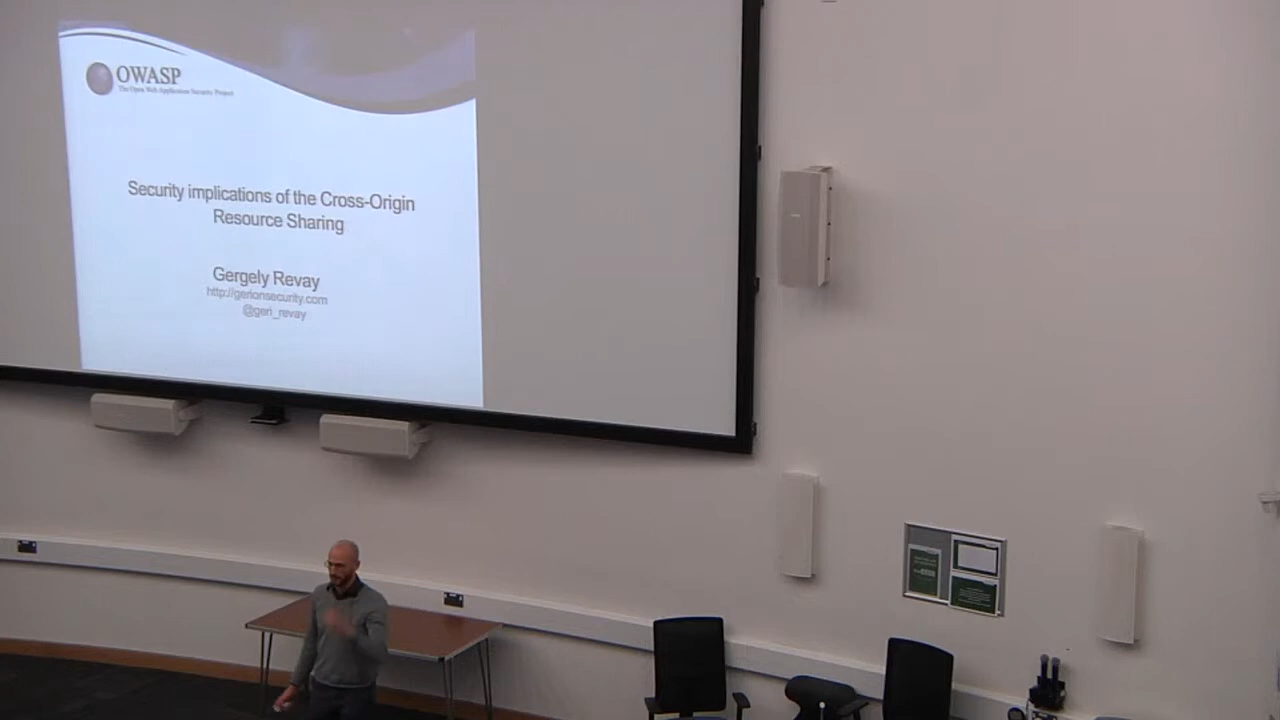 OWASP
The Open Web Application Security Project
Security implications of the Cross-Origin
Resource Sharing
Gergely Revay
http://gerionsecurity.com
@geri_revay